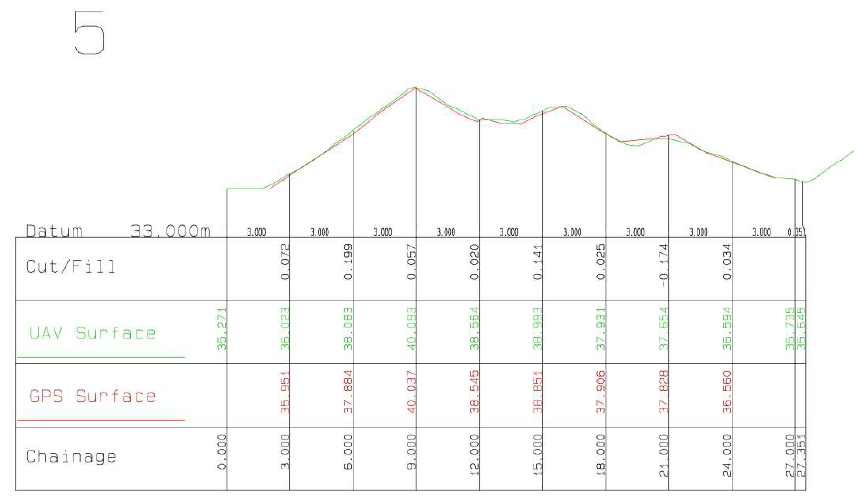 5
Datum 33.000m 3.000 3.000 3.000 3.000 3.000 3.000 3.000 3.000 3.000 0.351
Cut/Fill 0.072 0.199 0.057 0.020 0.141 0.025 -0.174 0.034
UAV Surface 35.271 36.023 38.083 40.093 38.564 38.993 37.931 37.654 36.594 35.735 35.645
GPS Surface 35.951 37.884 40.037 38.545 38.851 37.906 37.828 36.560
Chainage 0.000 3.000 6.000 9.000 12.000 15.000 18.000 21.000 24.000 27.000 27.351